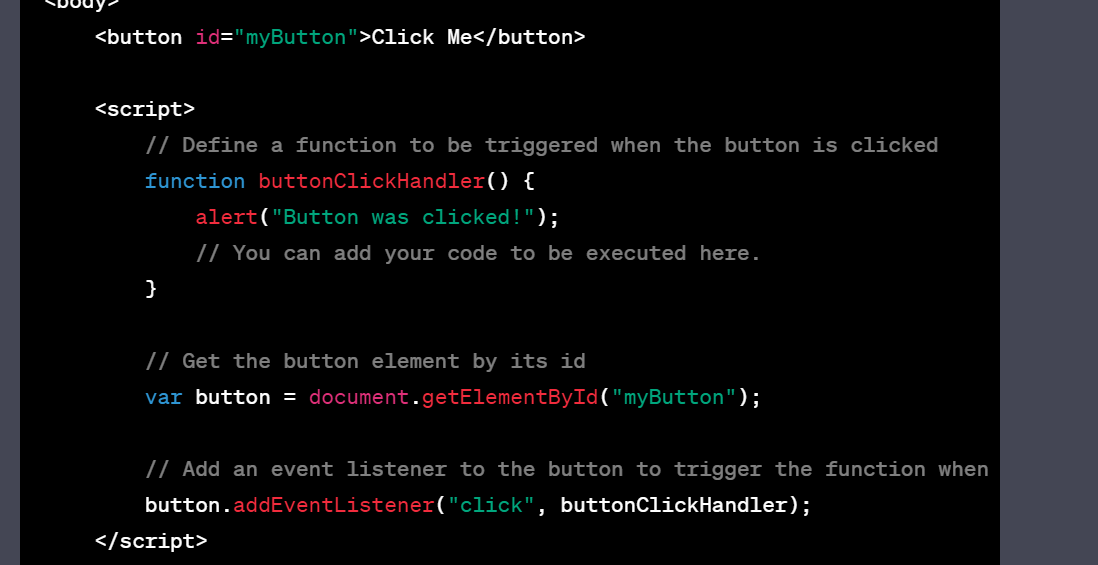 <body>
<button id="myButton">Click Me</button>
<script>
// Define a function to be triggered when the button is clicked
function buttonClickHandler() {
alert("Button was clicked!");
// You can add your code to be executed here.
}
// Get the button element by its id
var button = document.getElementById("myButton");
// Add an event listener to the button to trigger the function when
button.addEventListener("click", buttonClickHandler);
</script>